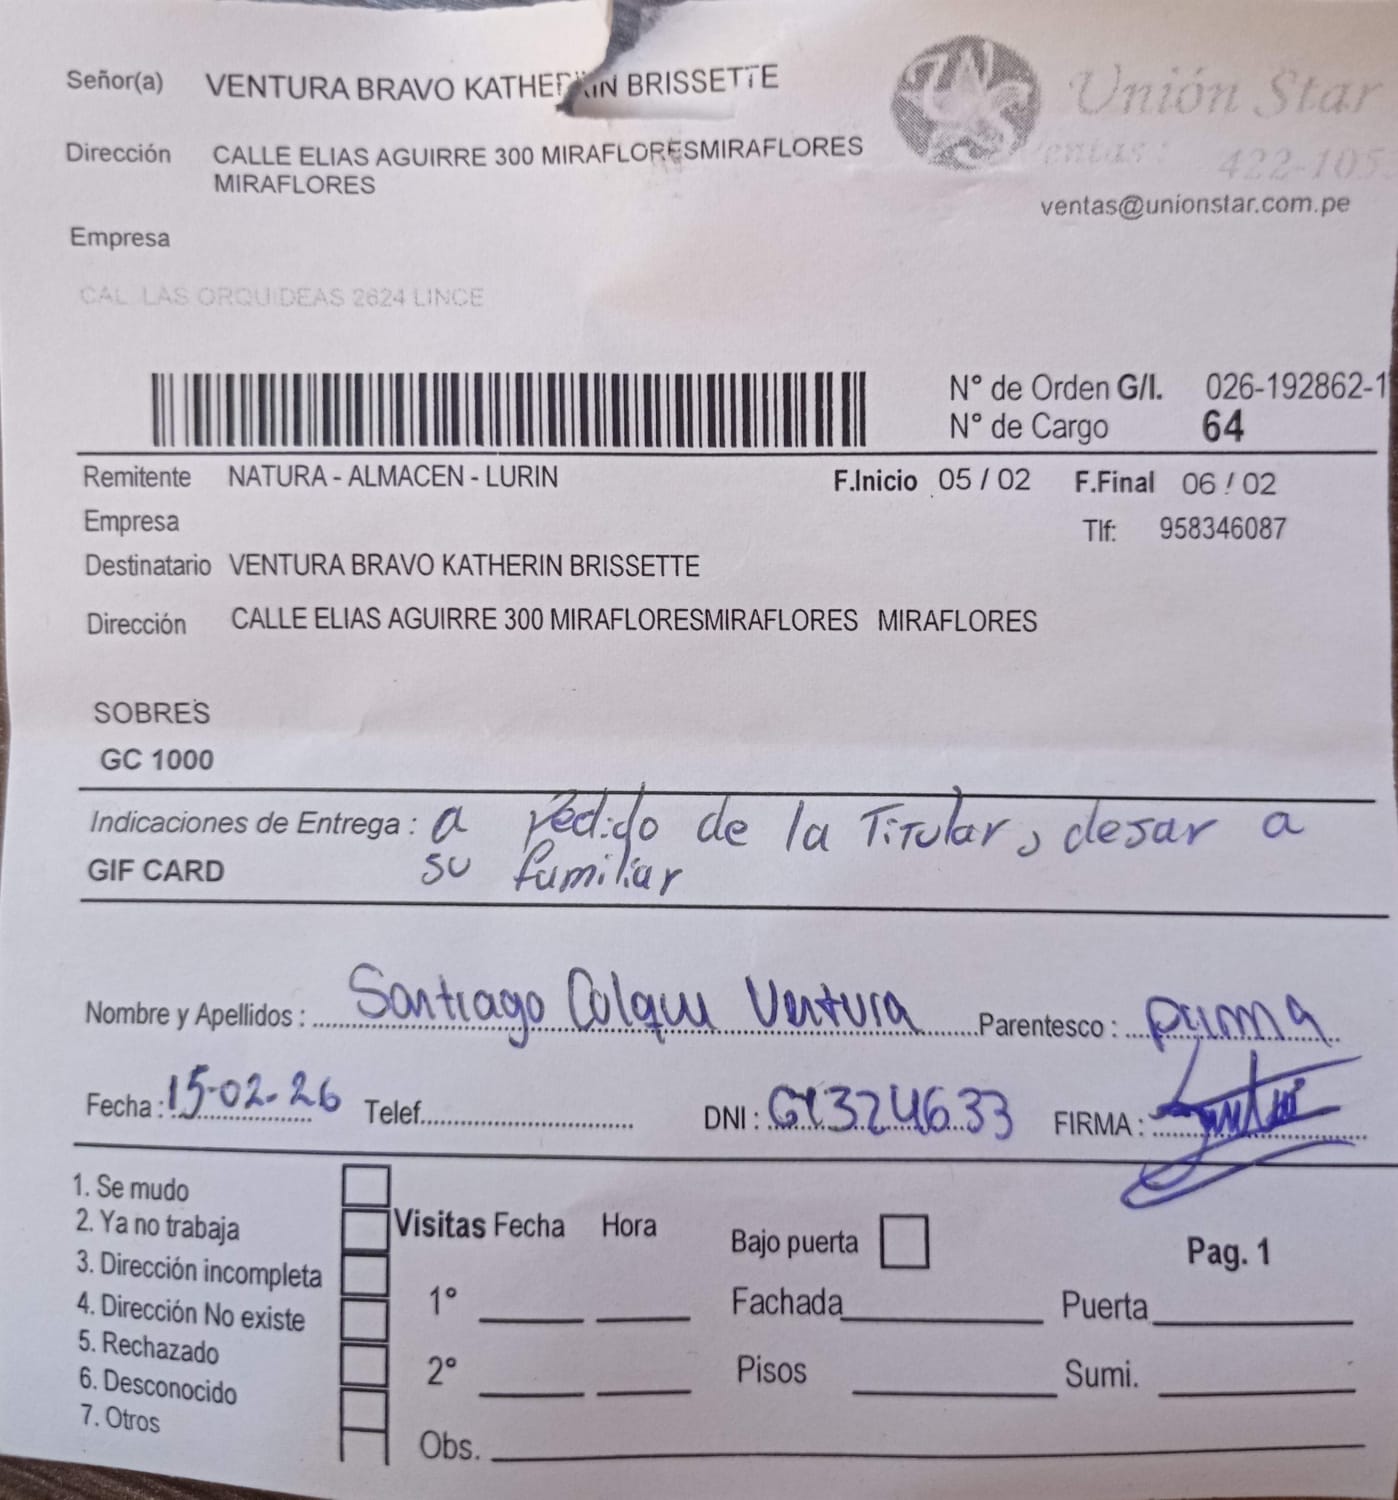 Señor(a) VENTURA BRAVO KATHERIN BRISSETTE
Unión Star
Dirección CALLE ELIAS AGUIRRE 300 MIRAFLORESMIRAFLORES
MIRAFLORES
Ventas: 422-105
ventas@unionstar.com.pe
Empresa
CAL LAS ORQUIDEAS 2624 LINCE
N° de Orden G/I. 026-192862-1
N° de Cargo 64
Remitente NATURA - ALMACEN - LURIN F.Inicio 05 / 02 F.Final 06 / 02
Empresa Tlf: 958346087
Destinatario VENTURA BRAVO KATHERIN BRISSETTE
Dirección CALLE ELIAS AGUIRRE 300 MIRAFLORESMIRAFLORES MIRAFLORES
SOBRES
GC 1000
Indicaciones de Entrega : a pedido de la Titular, desar a
GIF CARD su familiar
Nombre y Apellidos : Santiago Colqui Ventura Parentesco : prima
Fecha : 15-02-26 Telef. DNI : FIRMA :
1. Se mudo
2. Ya no trabaja
3. Dirección incompleta
4. Dirección No existe
5. Rechazado
6. Desconocido
7. Otros
Visitas Fecha Hora
1°
2°
Obs.
Bajo puerta
Pag. 1
Fachada Puerta
Pisos Sumi.